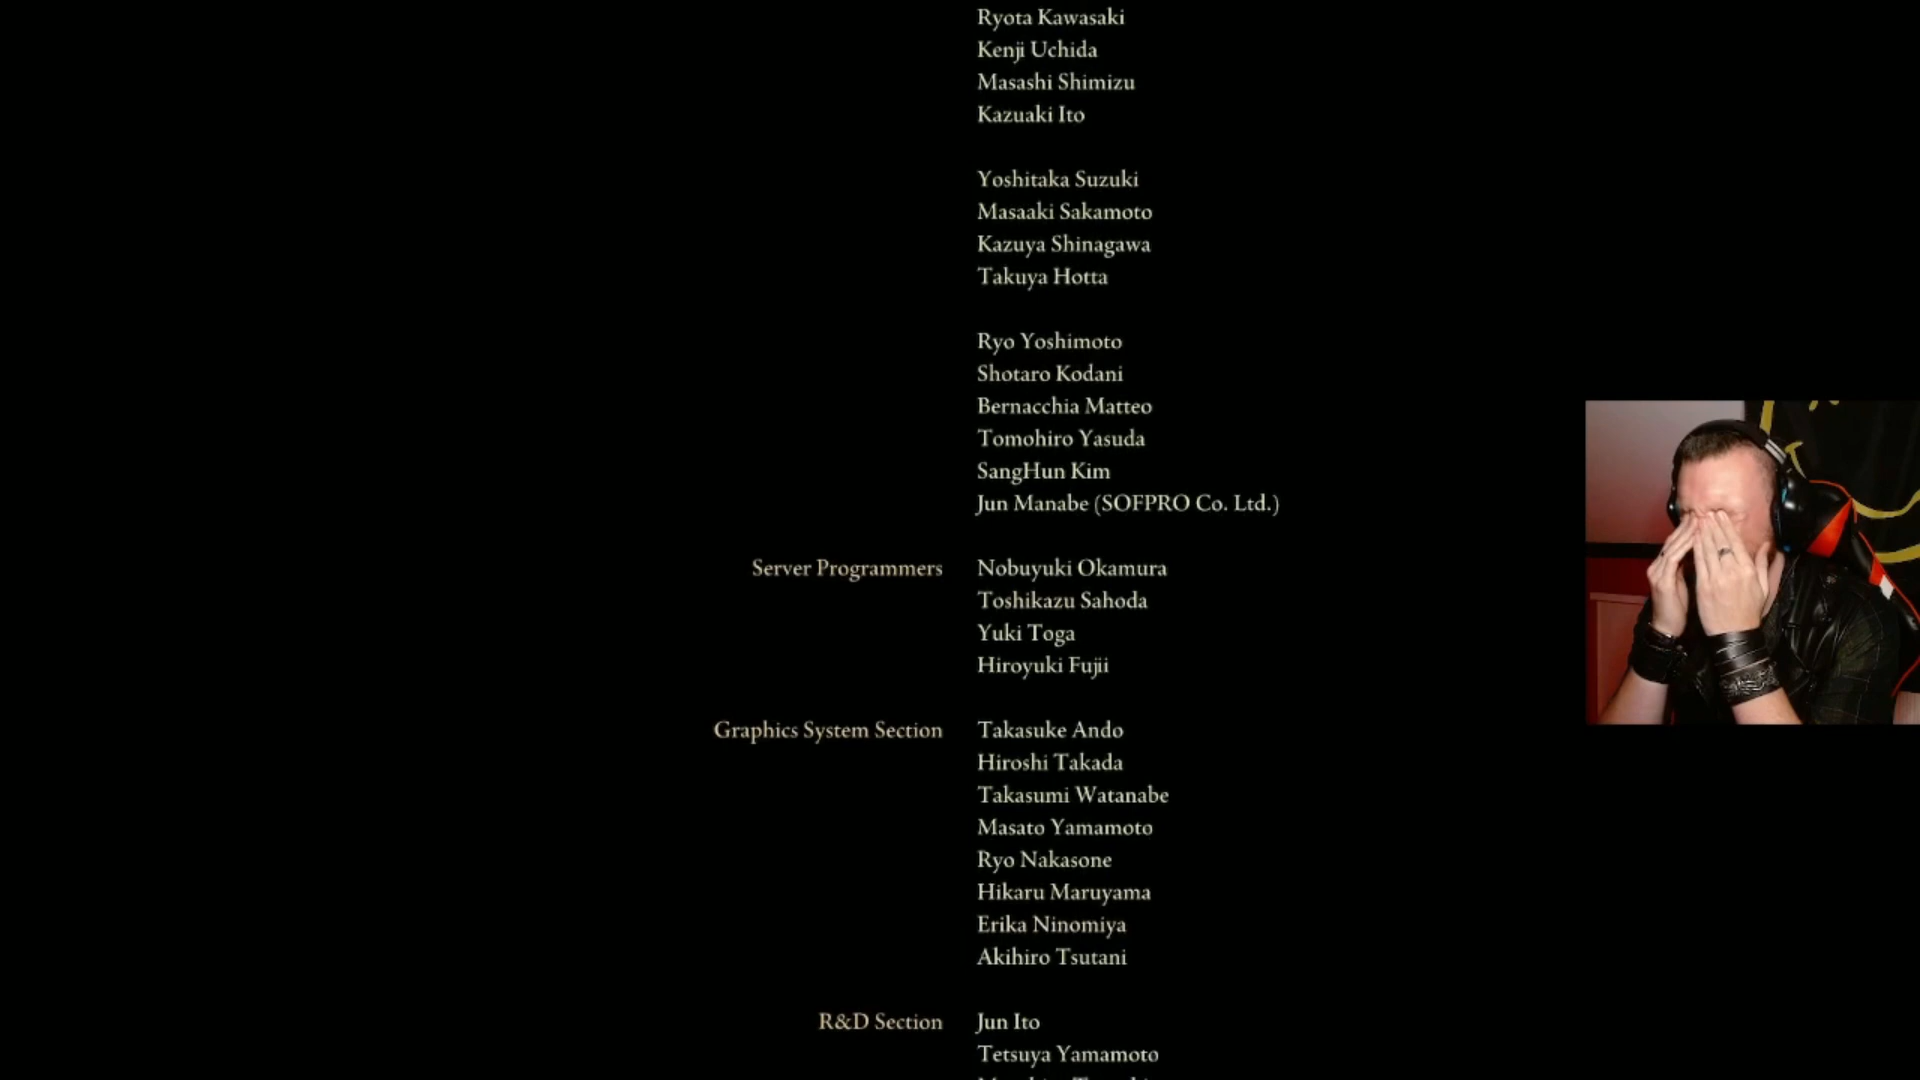 Ryota Kawasaki
Kenji Uchida
Masashi Shimizu
Kazuaki Ito
Yoshitaka Suzuki
Masaaki Sakamoto
Kazuya Shinagawa
Takuya Hotta
Ryo Yoshimoto
Shotaro Kodani
Bernacchia Matteo
Tomohiro Yasuda
SangHun Kim
Jun Manabe (SOFPRO Co. Ltd.)
Server Programmers Nobuyuki Okamura
Toshikazu Sahoda
Yuki Toga
Hiroyuki Fujii
Graphics System Section Takasuke Ando
Hiroshi Takada
Takasumi Watanabe
Masato Yamamoto
Ryo Nakasone
Hikaru Maruyama
Erika Ninomiya
Akihiro Tsutani
R&D Section Jun Ito
Tetsuya Yamamoto